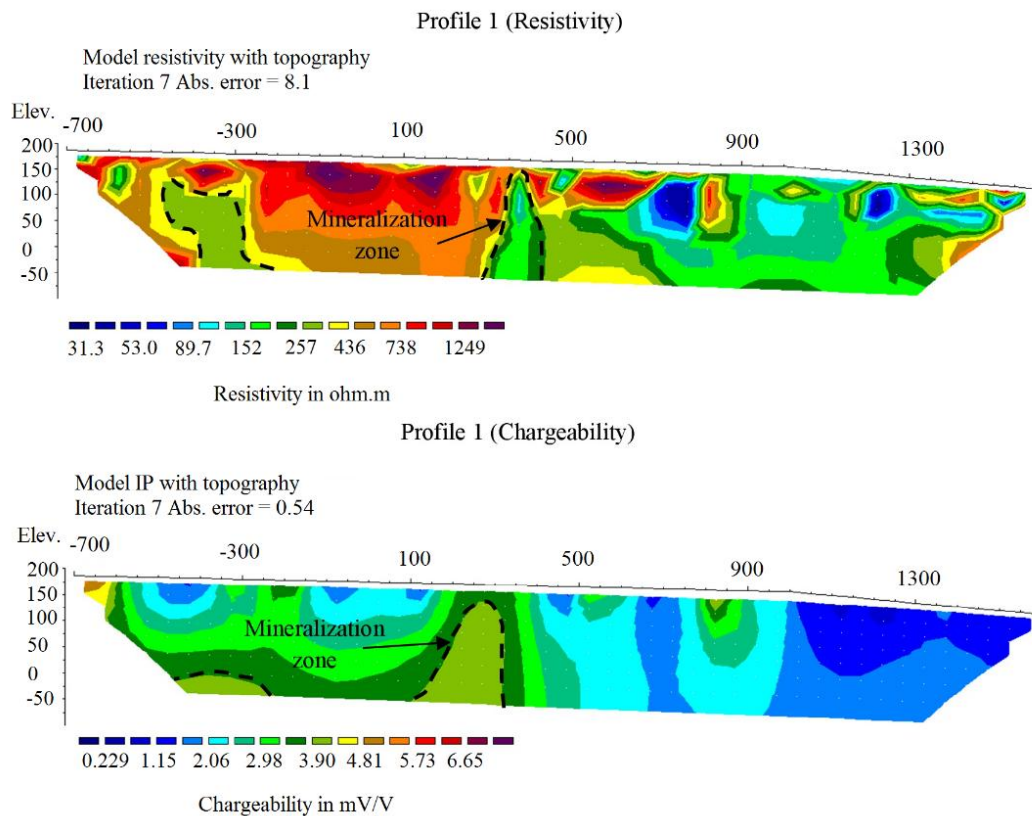 Profile 1 (Resistivity)
Model resistivity with topography
Iteration 7 Abs. error = 8.1
Elev.
-700 -300 100 500 900 1300
200
150
100
50
0
-50
Mineralization
zone
31.3 53.0 89.7 152 257 436 738 1249
Resistivity in ohm.m
Profile 1 (Chargeability)
Model IP with topography
Iteration 7 Abs. error = 0.54
Elev.
-700 -300 100 500 900 1300
200
150
100
50
0
-50
Mineralization
zone
0.229 1.15 2.06 2.98 3.90 4.81 5.73 6.65
Chargeability in mV/V